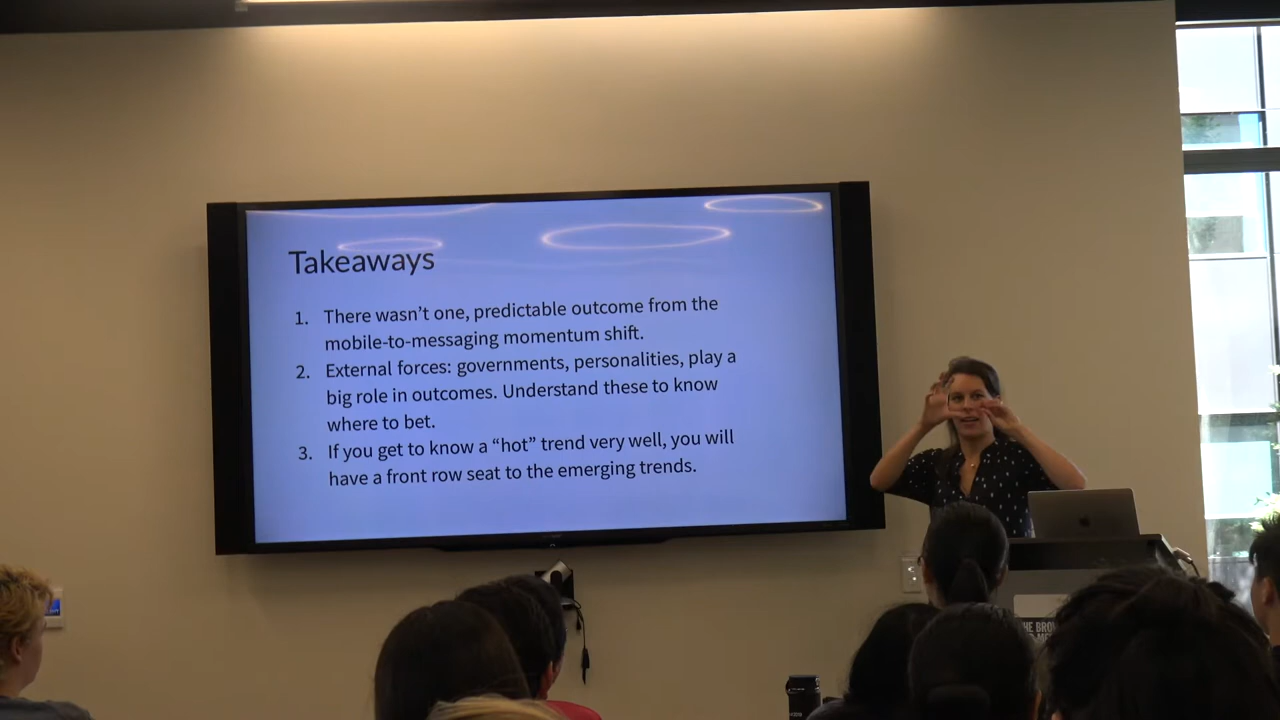 Takeaways
1. There wasn't one, predictable outcome from the
mobile-to-messaging momentum shift.
2. External forces: governments, personalities, play a
big role in outcomes. Understand these to know
where to bet.
3. If you get to know a “hot” trend very well, you will
have a front row seat to the emerging trends.